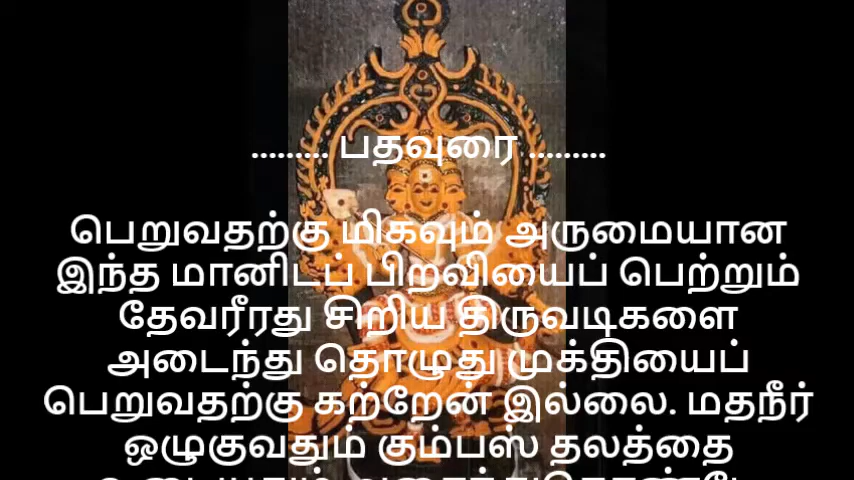 ......... பதவுரை .........
பெறுவதற்கு மிகவும் அருமையான
இந்த மானிடப் பிறவியைப் பெற்றும்
தேவரீரது சிறிய திருவடிகளை
அடைந்து தொழுது முக்தியைப்
பெறுவதற்கு கற்றேன் இல்லை. மதநீர்
ஒழுகுவதும் கும்பஸ் தலத்தை